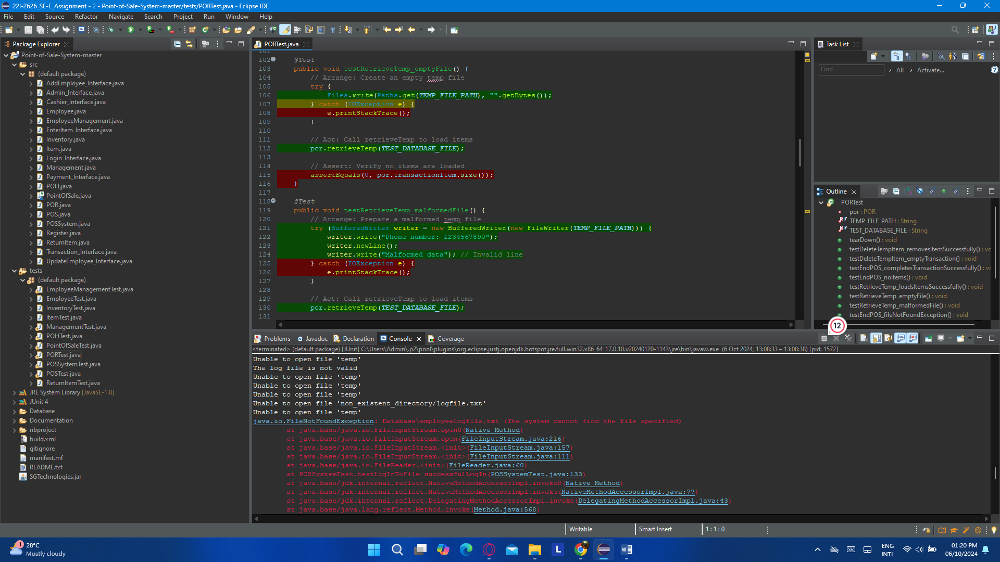 22I-2626_SE-E_Assignment - 2 - Point-of-Sale-System-master/tests/PORTest.java - Eclipse IDE
File Edit Source Refactor Navigate Search Project Run Window Help
Package Explorer
Point-of-Sale-System-master
src
(default package)
AddEmployee_Interface.java
Admin_Interface.java
Cashier_Interface.java
Employee.java
EmployeeManagement.java
EnterItem_Interface.java
Inventory.java
Item.java
Login_Interface.java
Management.java
Payment_Interface.java
POH.java
PointOfSale.java
POR.java
POS.java
POSSystem.java
Register.java
ReturnItem.java
Transaction_Interface.java
UpdateEmployee_Interface.java
tests
(default package)
EmployeeManagementTest.java
EmployeeTest.java
InventoryTest.java
ItemTest.java
ManagementTest.java
POHTest.java
PointOfSaleTest.java
PORTest.java
POSSystemTest.java
POSTest.java
ReturnItemTest.java
JRE System Library [JavaSE-1.8]
JUnit 4
Database
Documentation
nbproject
build.xml
gitignore
manifest.mf
README.txt
SGTechnologies.jar
PORTest.java
101
102 @Test
103 public void testRetrieveTemp_emptyFile() {
104 // Arrange: Create an empty temp file
105 try {
106 Files.write(Paths.get(TEMP_FILE_PATH), "".getBytes());
107 } catch (IOException e) {
108 e.printStackTrace();
109 }
110
111 // Act: Call retrieveTemp to load items
112 por.retrieveTemp(TEST_DATABASE_FILE);
113
114 // Assert: Verify no items are loaded
115 assertEquals(0, por.transactionItem.size());
116 }
117
118 @Test
119 public void testRetrieveTemp_malformedFile() {
120 // Arrange: Prepare a malformed temp file
121 try (BufferedWriter writer = new BufferedWriter(new FileWriter(TEMP_FILE_PATH))) {
122 writer.write("Phone number: 1234567890");
123 writer.newLine();
124 writer.write("Malformed data"); // Invalid line
125 } catch (IOException e) {
126 e.printStackTrace();
127 }
128
129 // Act: Call retrieveTemp to load items
130 por.retrieveTemp(TEST_DATABASE_FILE);
131
Task List
Find All Activate...
Outline
PORTest
por : POR
TEMP_FILE_PATH : String
TEST_DATABASE_FILE : String
tearDown() : void
testDeleteTempItem_removesItemSuccessfully() : vo
testDeleteTempItem_emptyTransaction() : void
testEndPOS_completesTransactionSuccessfully() : vo
testEndPOS_noItems() : void
testRetrieveTemp_loadsItemsSuccessfully() : void
testRetrieveTemp_emptyFile() : void
testRetrieveTemp_malformedFile() : void
testEndPOS_fileNotFoundException() : void
12
Problems Javadoc Declaration Console Coverage
<terminated> (default package) [JUnit] C:\Users\Admin\.p2\pool\plugins\org.eclipse.justj.openjdk.hotspot.jre.full.win32.x86_64_17.0.10.v20240120-1143\jre\bin\javaw.exe (6 Oct 2024, 13:08:33 – 13:08:38) [pid: 1572]
Unable to open file 'temp'
The log file is not valid
Unable to open file 'temp'
Unable to open file 'temp'
Unable to open file 'temp'
Unable to open file 'non_existent_directory/logfile.txt'
Unable to open file 'temp'
java.io.FileNotFoundException: Database\employeeLogfile.txt (The system cannot find the file specified)
at java.base/java.io.FileInputStream.open0(Native Method)
at java.base/java.io.FileInputStream.open(FileInputStream.java:216)
at java.base/java.io.FileInputStream.<init>(FileInputStream.java:157)
at java.base/java.io.FileInputStream.<init>(FileInputStream.java:111)
at java.base/java.io.FileReader.<init>(FileReader.java:60)
at POSSystemTest.testLogInToFile_successfulLogIn(POSSystemTest.java:133)
at java.base/jdk.internal.reflect.NativeMethodAccessorImpl.invoke0(Native Method)
at java.base/jdk.internal.reflect.NativeMethodAccessorImpl.invoke(NativeMethodAccessorImpl.java:77)
at java.base/jdk.internal.reflect.DelegatingMethodAccessorImpl.invoke(DelegatingMethodAccessorImpl.java:43)
at java.base/java.lang.reflect.Method.invoke(Method.java:568)
Writable Smart Insert 1 : 1 : 0
1
28°C
Mostly cloudy
ENG
INTL
01:20 PM
06/10/2024